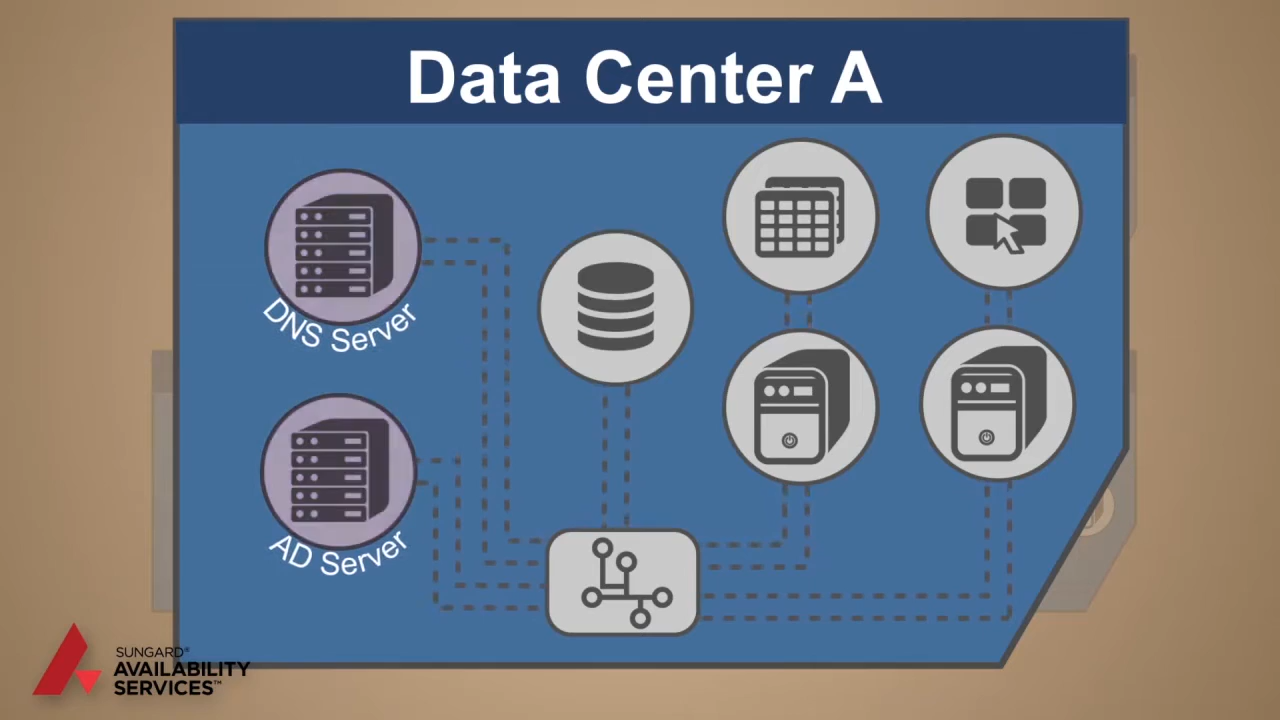 Data Center A
DNS Server
AD Server
SUNGARD®
AVAILABILITY
SERVICES™